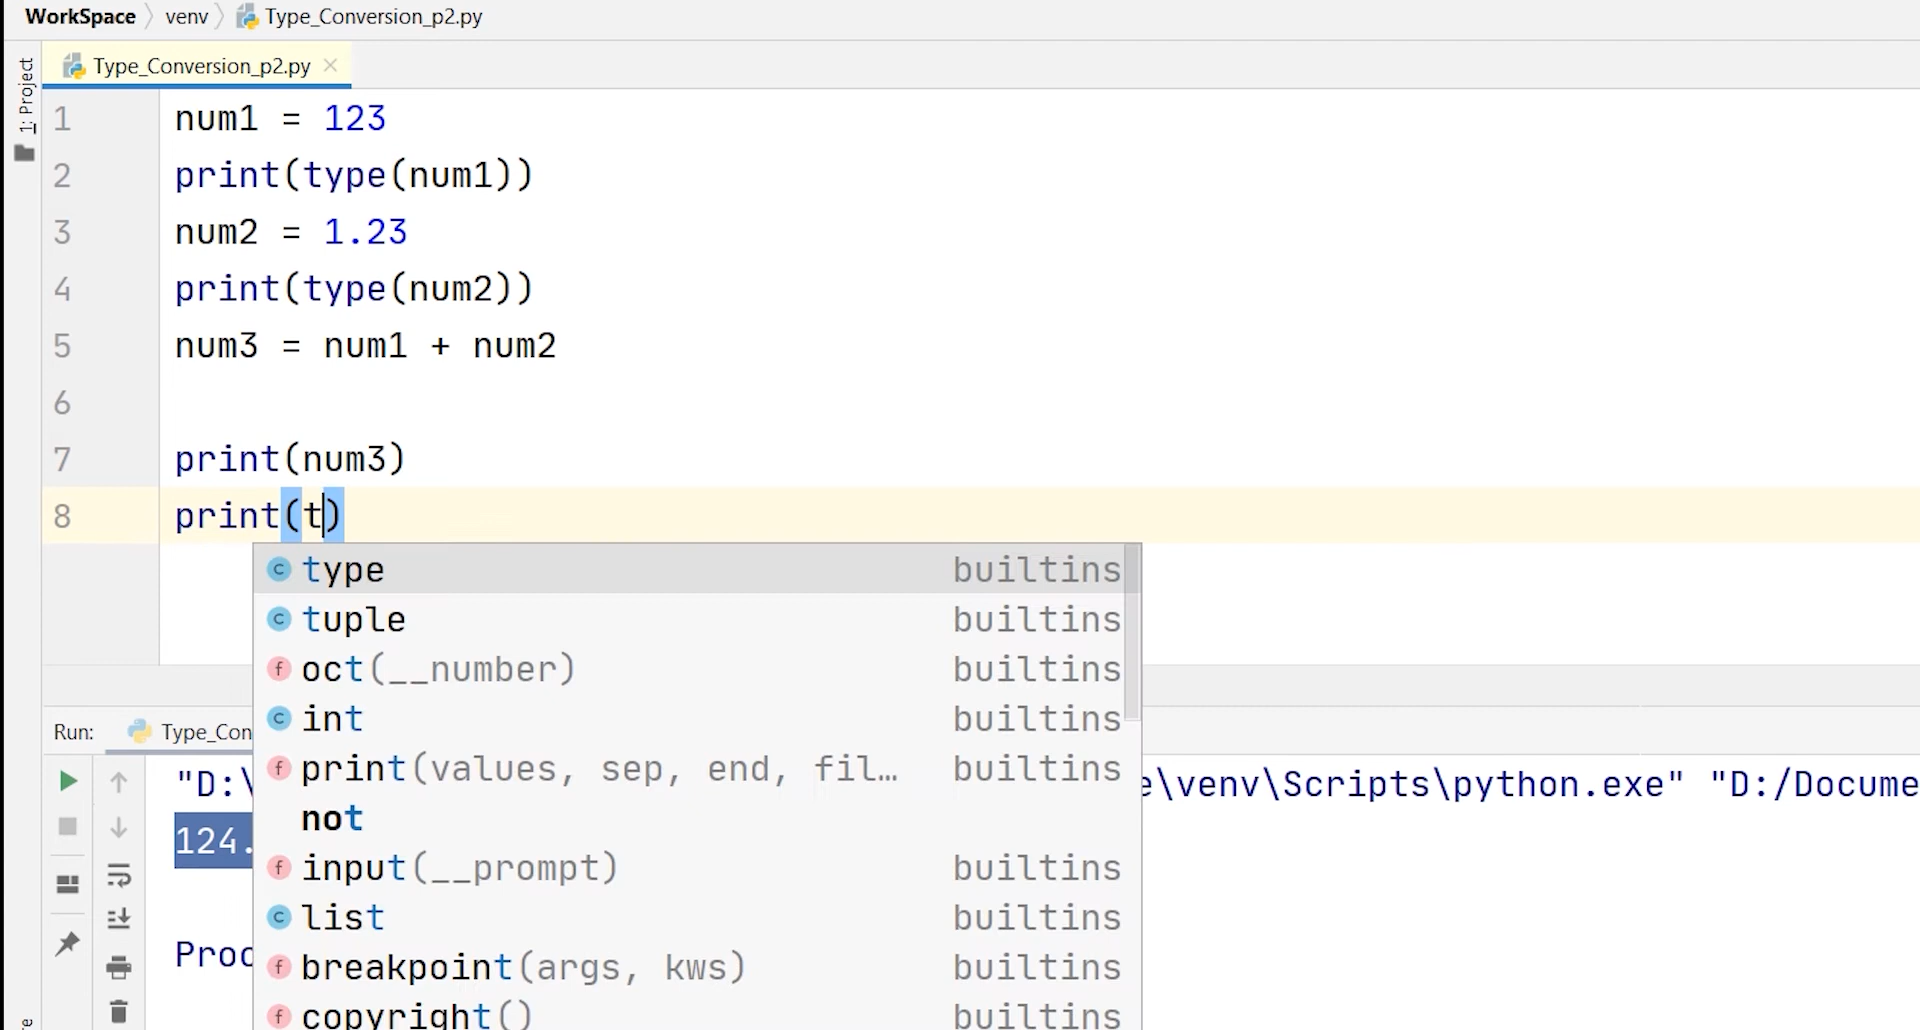 WorkSpace venv Type_Conversion_p2.py
1: Project
Type_Conversion_p2.py
1 num1 = 123
2 print(type(num1))
3 num2 = 1.23
4 print(type(num2))
5 num3 = num1 + num2
6
7 print(num3)
8 print(t)
type builtins
tuple builtins
oct(__number) builtins
int builtins
print(values, sep, end, fil… builtins
not
input(__prompt) builtins
list builtins
breakpoint(args, kws) builtins
copyright() builtins
Run: Type_Con
"D:\ e\venv\Scripts\python.exe" "D:/Docume
124.
Proc